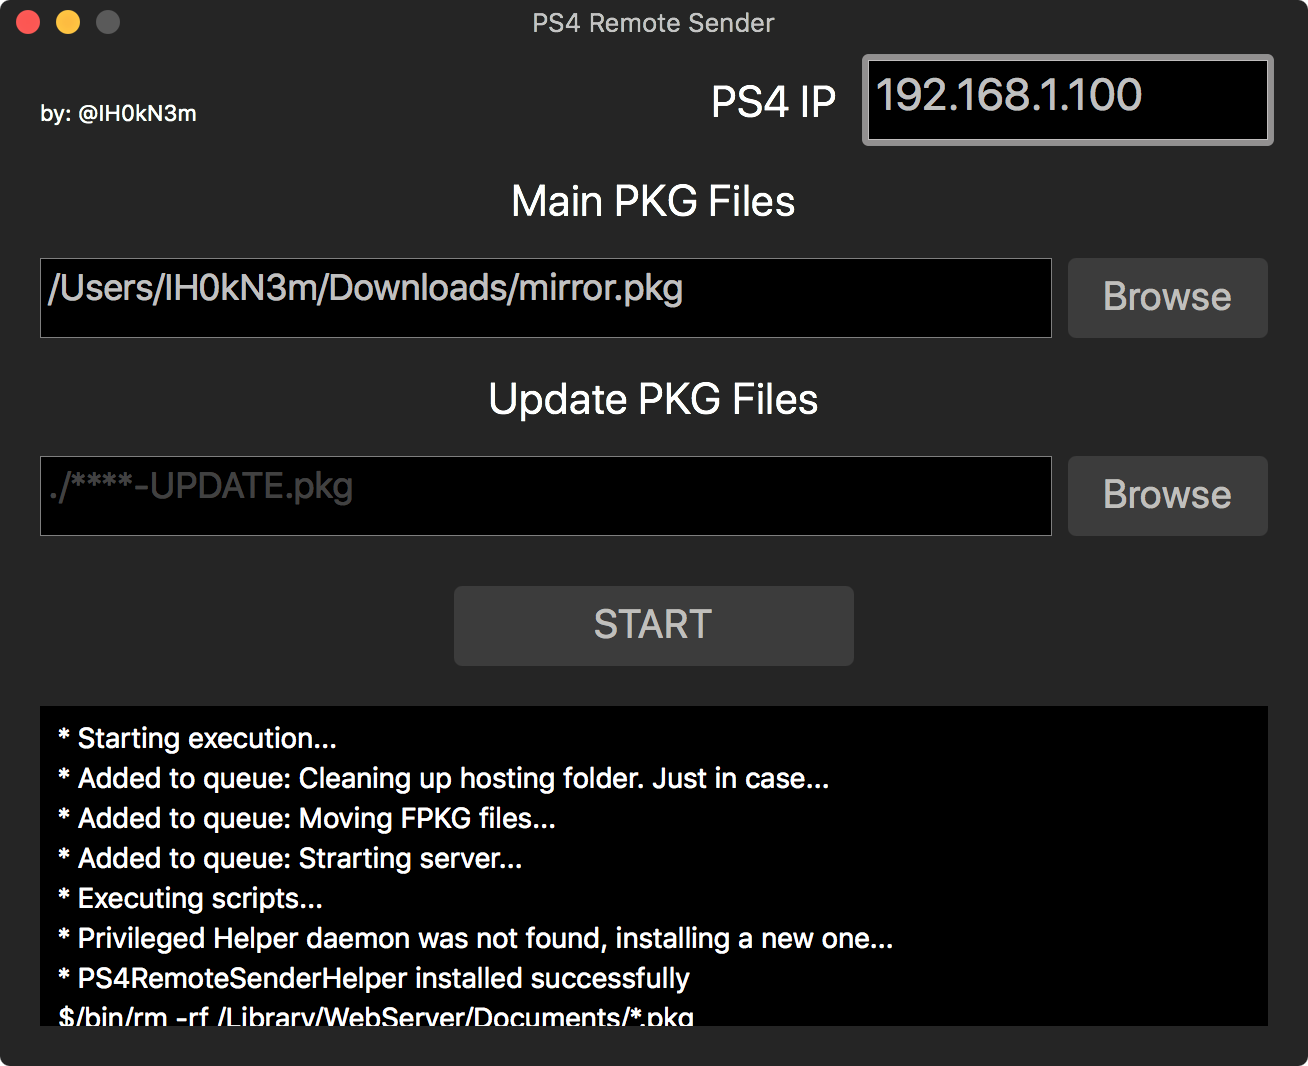 PS4 Remote Sender
by: @IH0kN3m
PS4 IP
192.168.1.100
Main PKG Files
/Users/IH0kN3m/Downloads/mirror.pkg
Browse
Update PKG Files
./****-UPDATE.pkg
Browse
START
* Starting execution...
* Added to queue: Cleaning up hosting folder. Just in case...
* Added to queue: Moving FPKG files...
* Added to queue: Strarting server...
* Executing scripts...
* Privileged Helper daemon was not found, installing a new one...
* PS4RemoteSenderHelper installed successfully
$/bin/rm -rf /Library/WebServer/Documents/*.pkg